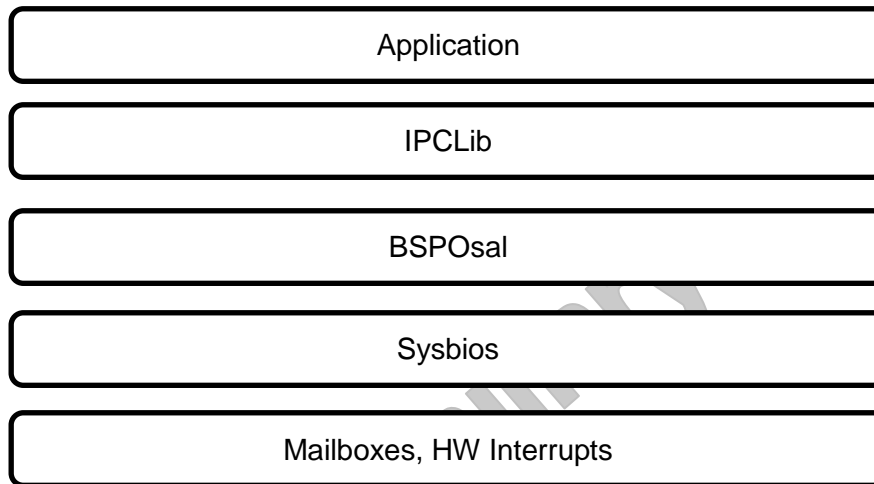 Application
IPCLib
BSPOsal
Sysbios
Mailboxes, HW Interrupts